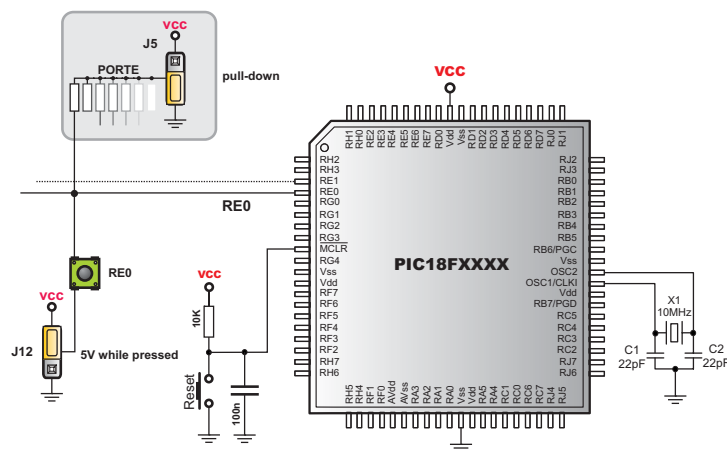 VCC
J5
PORTE
pull-down
VCC
RH1
RH0
RE2
RE3
RE4
RE5
RE6
RE7
RD0
Vdd
Vss
RD1
RD2
RD3
RD4
RD5
RD6
RD7
RJ0
RJ1
RH2
RH3
RE1
RE0
RG0
RG1
RG2
RG3
MCLR
RG4
Vss
Vdd
RF7
RF6
RF5
RF4
RF3
RF2
RH7
RH6
RJ2
RJ3
RB0
RB1
RB2
RB3
RB4
RB5
RB6/PGC
Vss
OSC2
OSC1/CLKI
Vdd
RB7/PGD
RC5
RC4
RC3
RC2
RJ7
RJ6
RH5
RH4
RF1
RF0
AVdd
AVss
RA3
RA2
RA1
RA0
Vss
Vdd
RA5
RA4
RC1
RC0
RC6
RC7
RJ4
RJ5
PIC18FXXXX
RE0
RE0
VCC
J12
5V while pressed
VCC
10K
Reset
100n
X1
10MHz
C1
22pF
C2
22pF